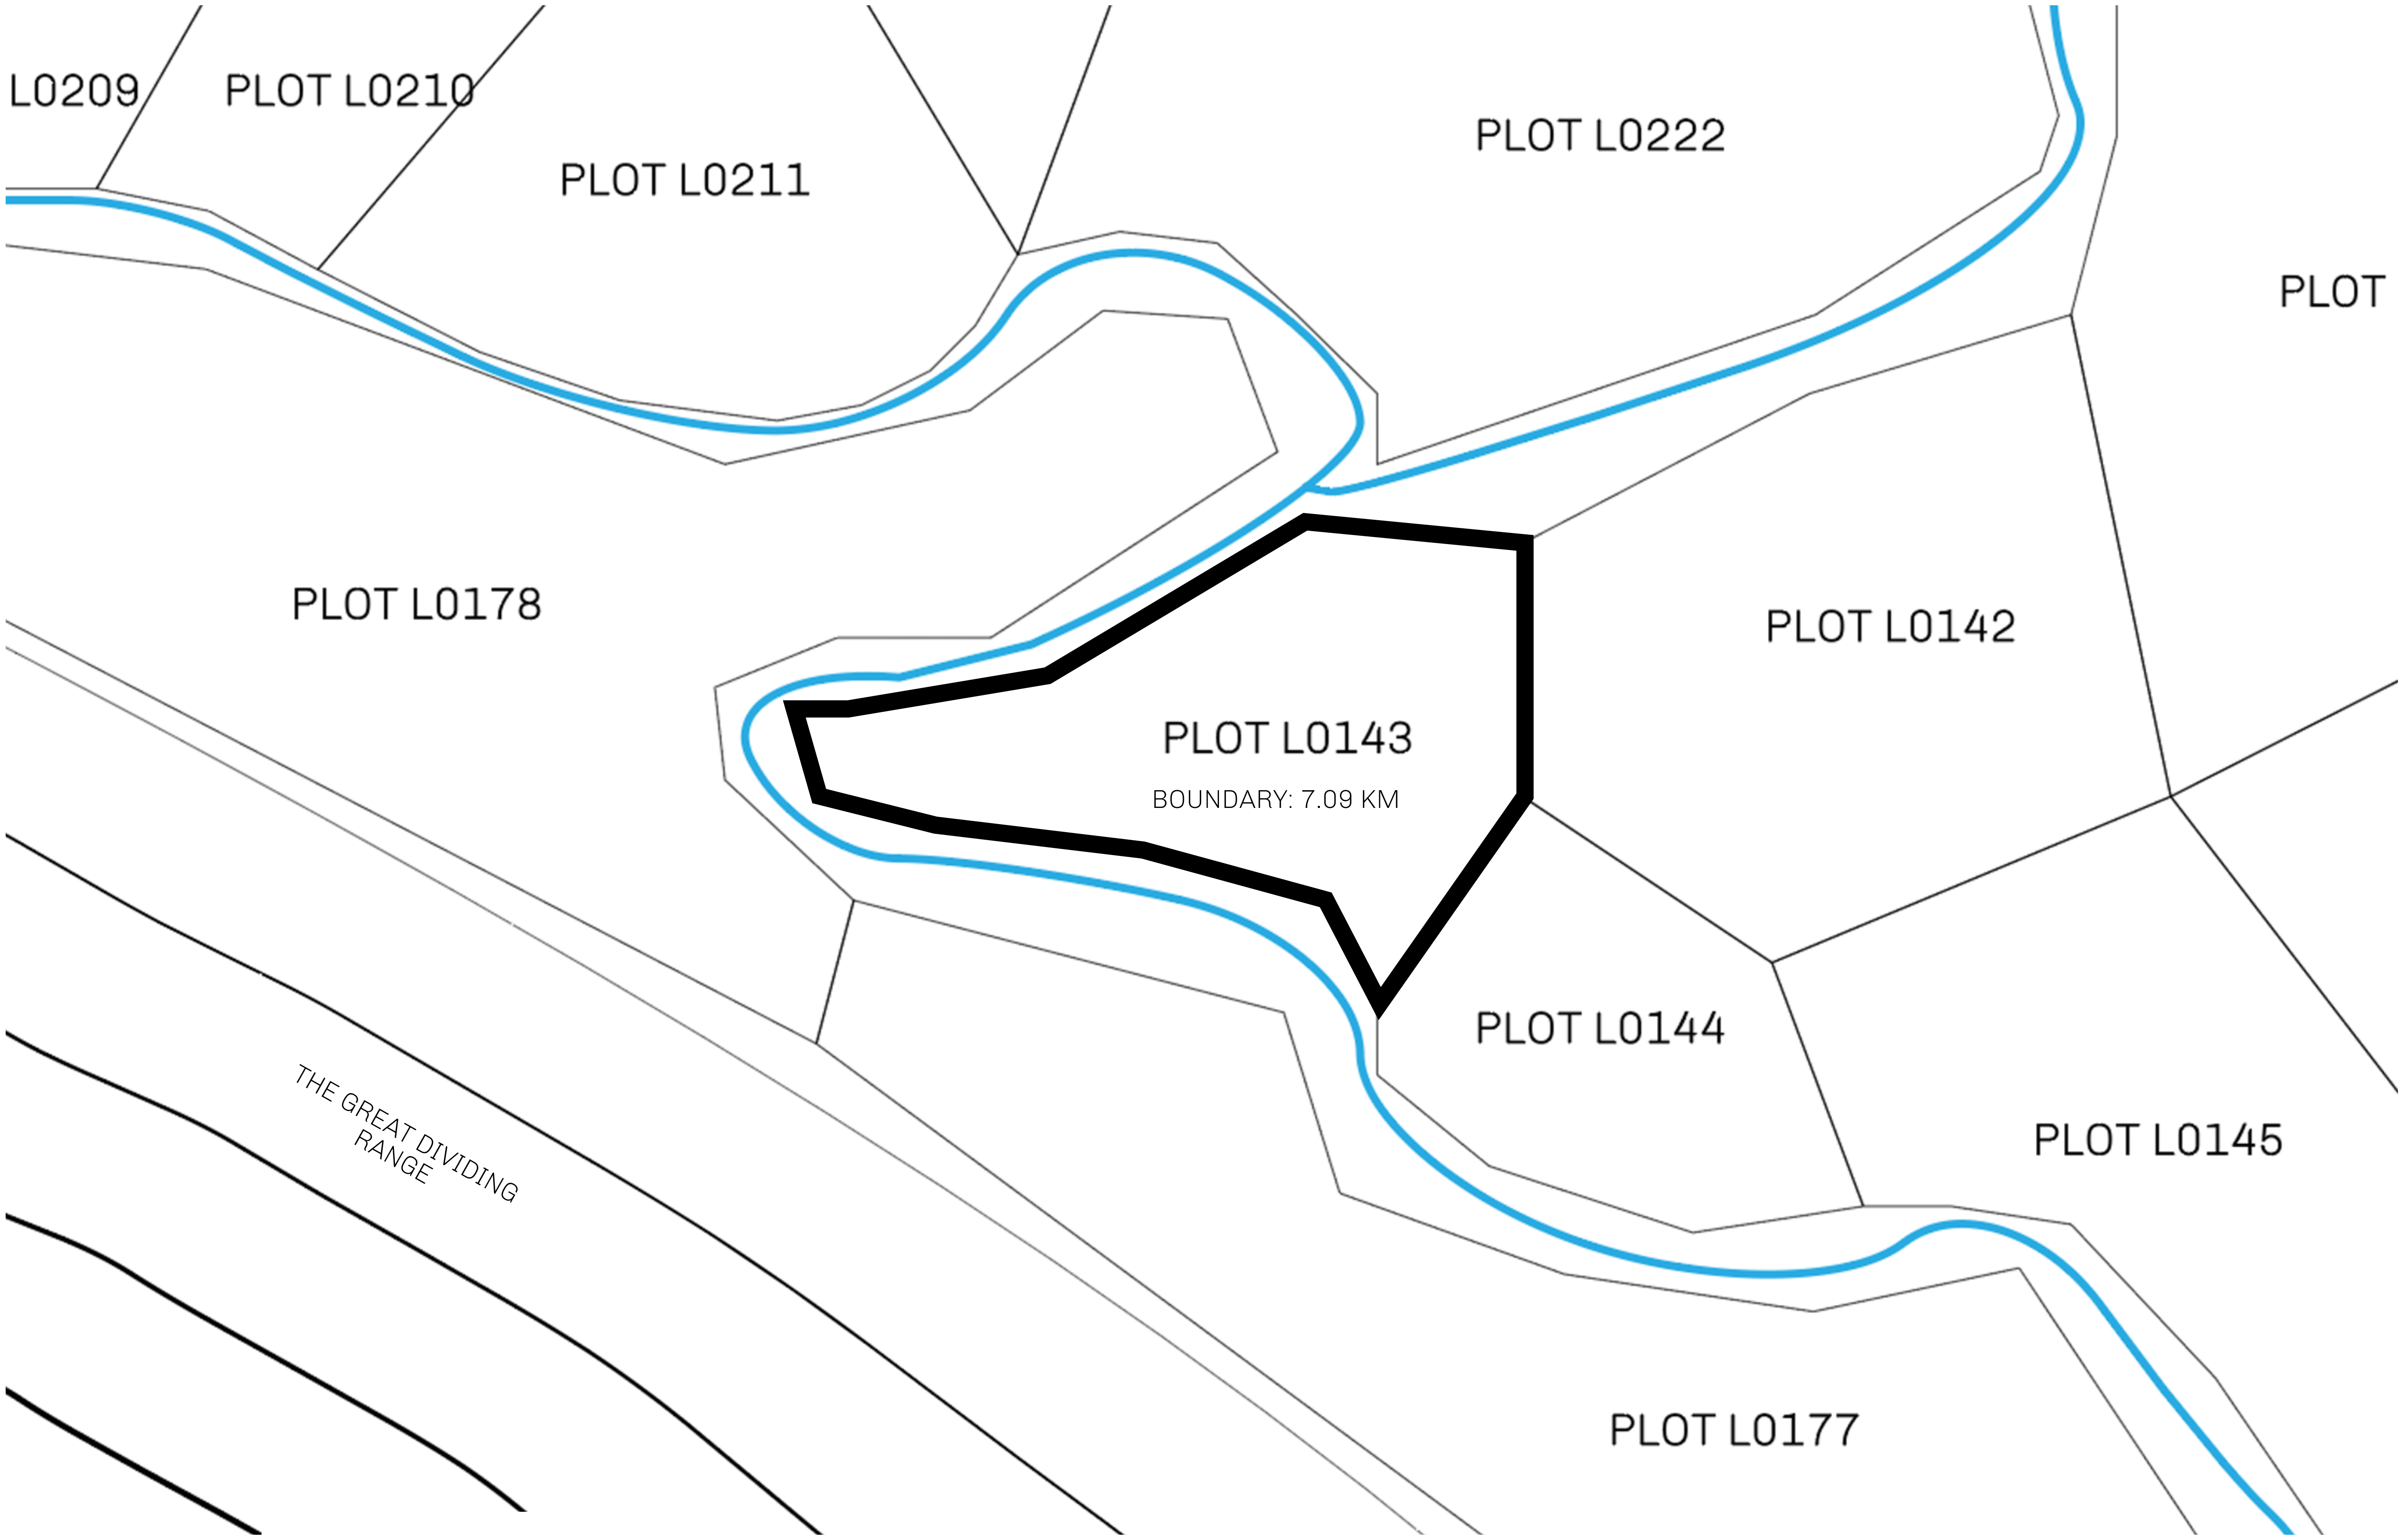 L0209
PLOT L0210
PLOT L0211
PLOT L0222
PLOT
PLOT L0178
PLOT L0142
PLOT L0143
BOUNDARY: 7.09 KM
PLOT L0144
THE GREAT DIVIDING
RANGE
PLOT L0145
PLOT L0177